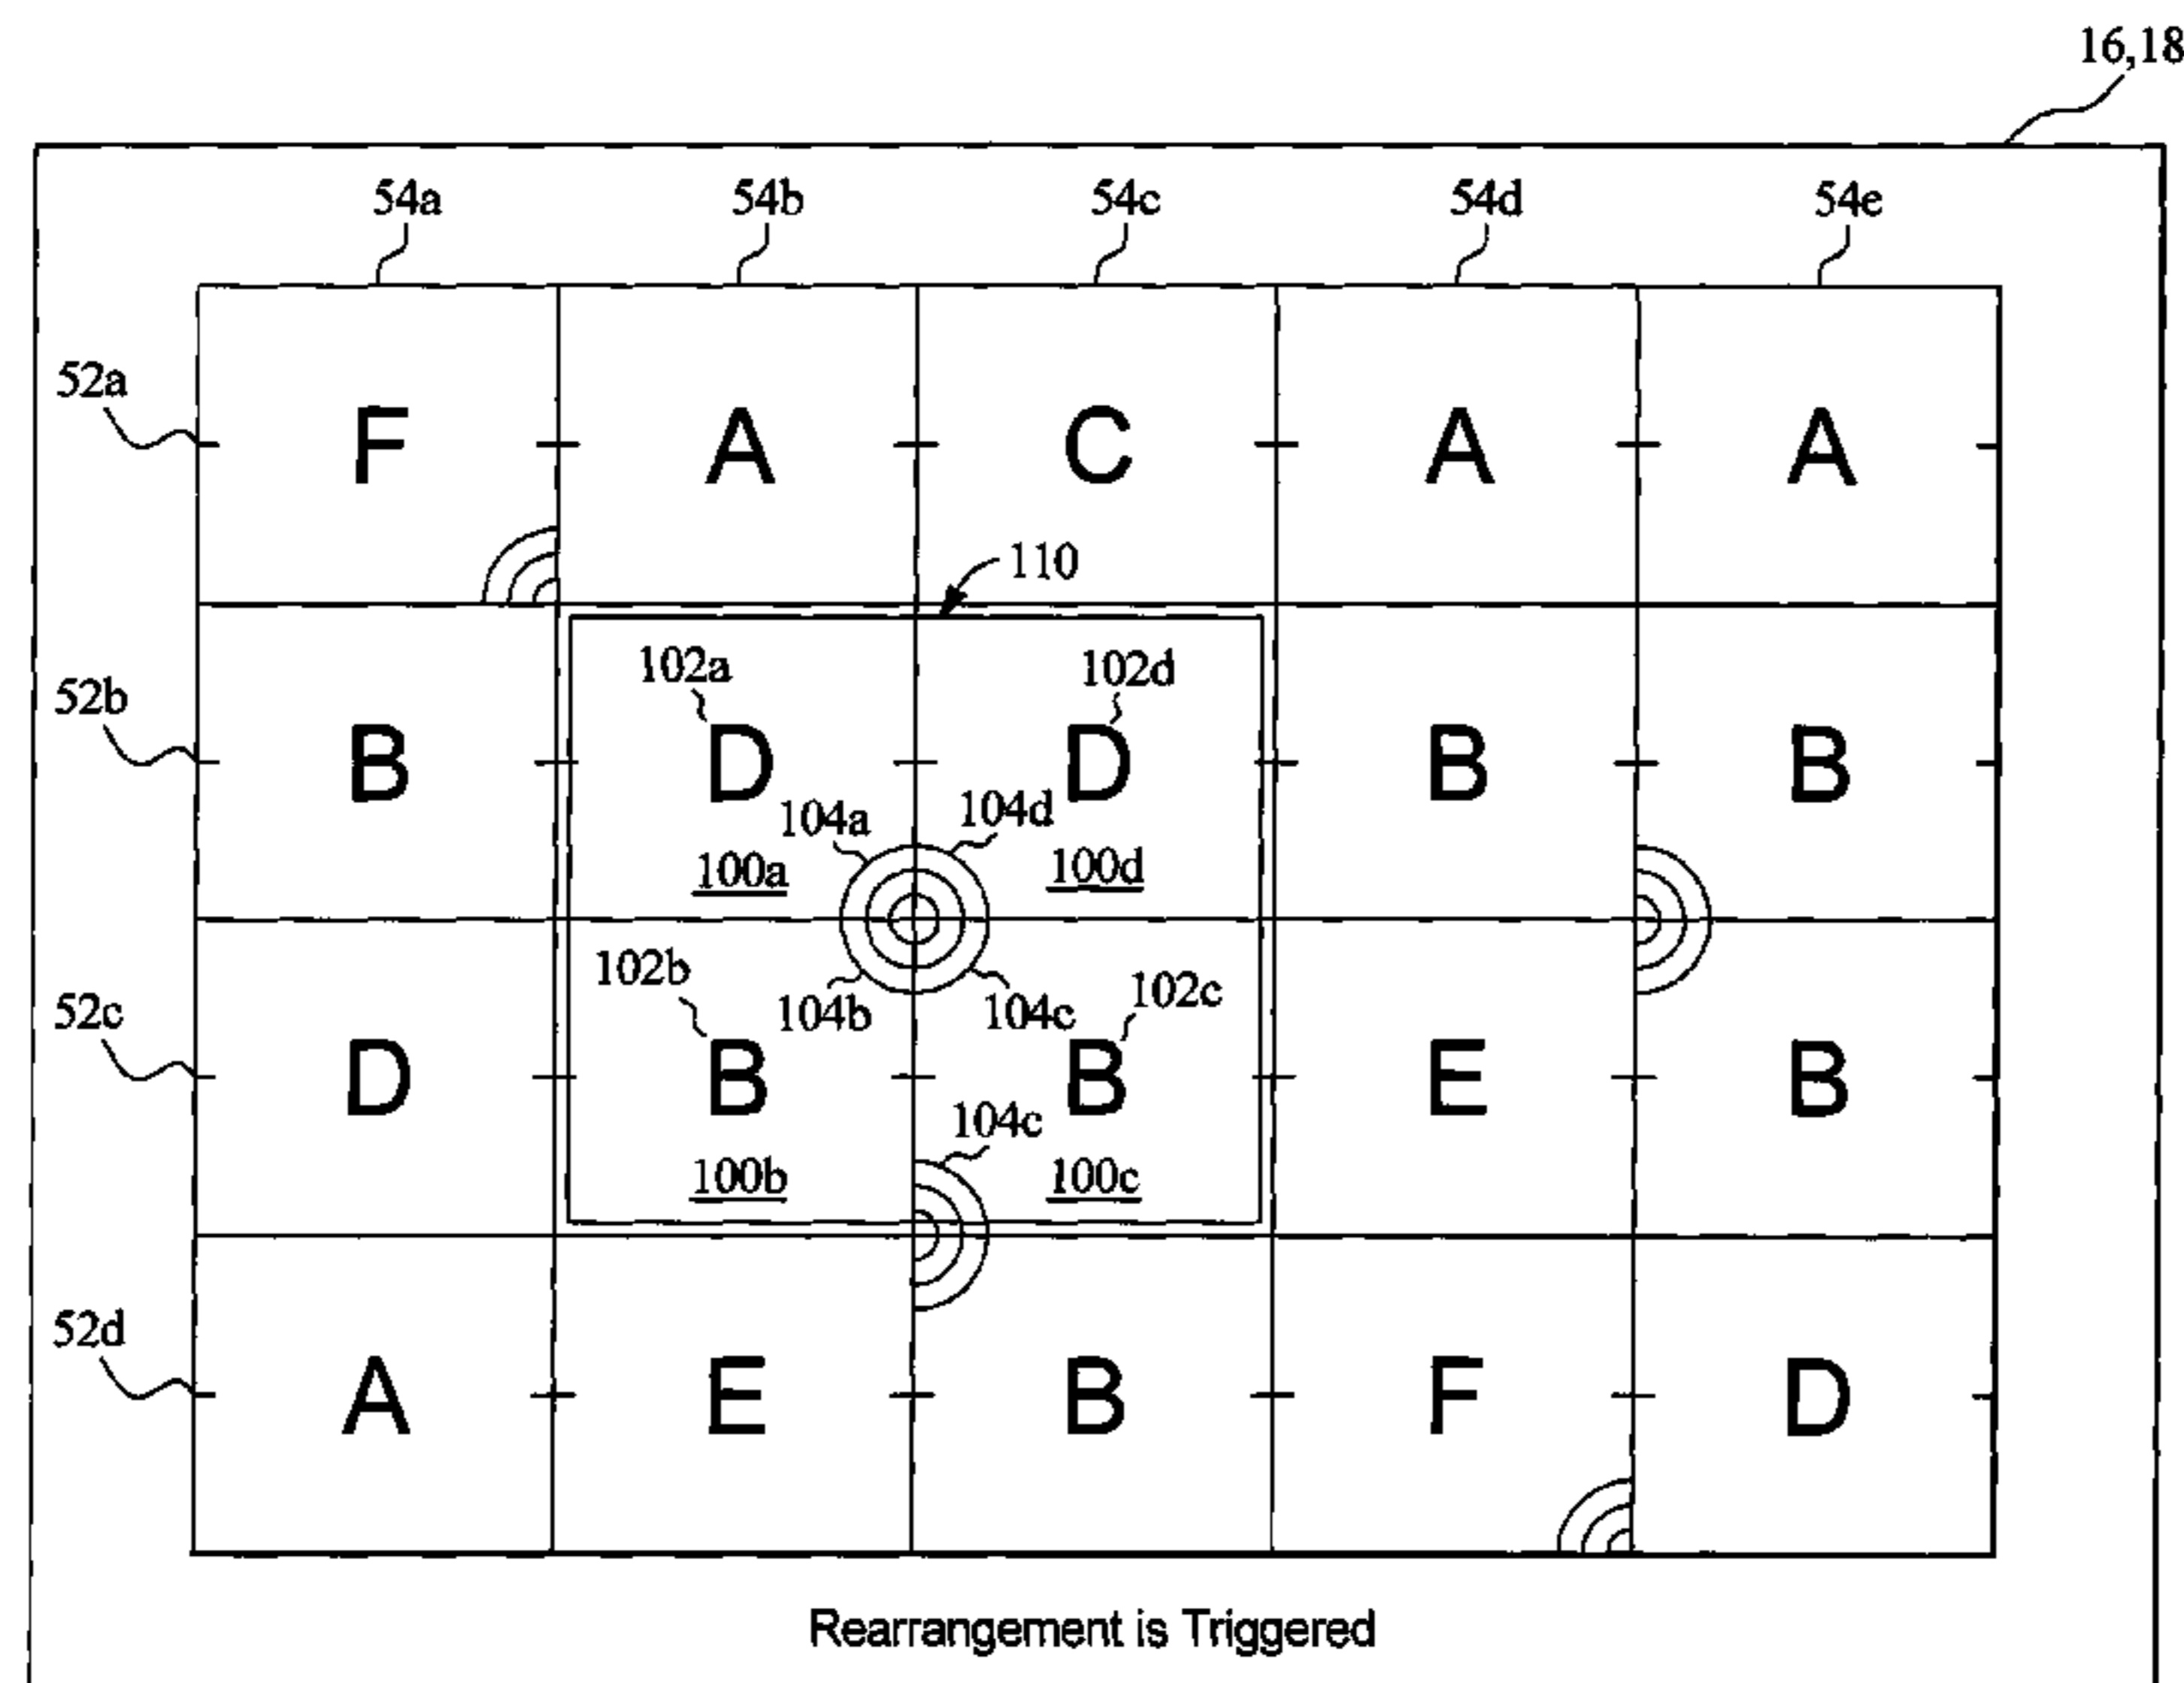 16,18
54a 54b 54c 54d 54e
52a F A C A A
110
102a 102d
52b B D D B B
104a 104d
100a 100d
102b 104b 104c 102c
52c D B B E B
104c
100b 100c
52d A E B F D
Rearrangement is Triggered